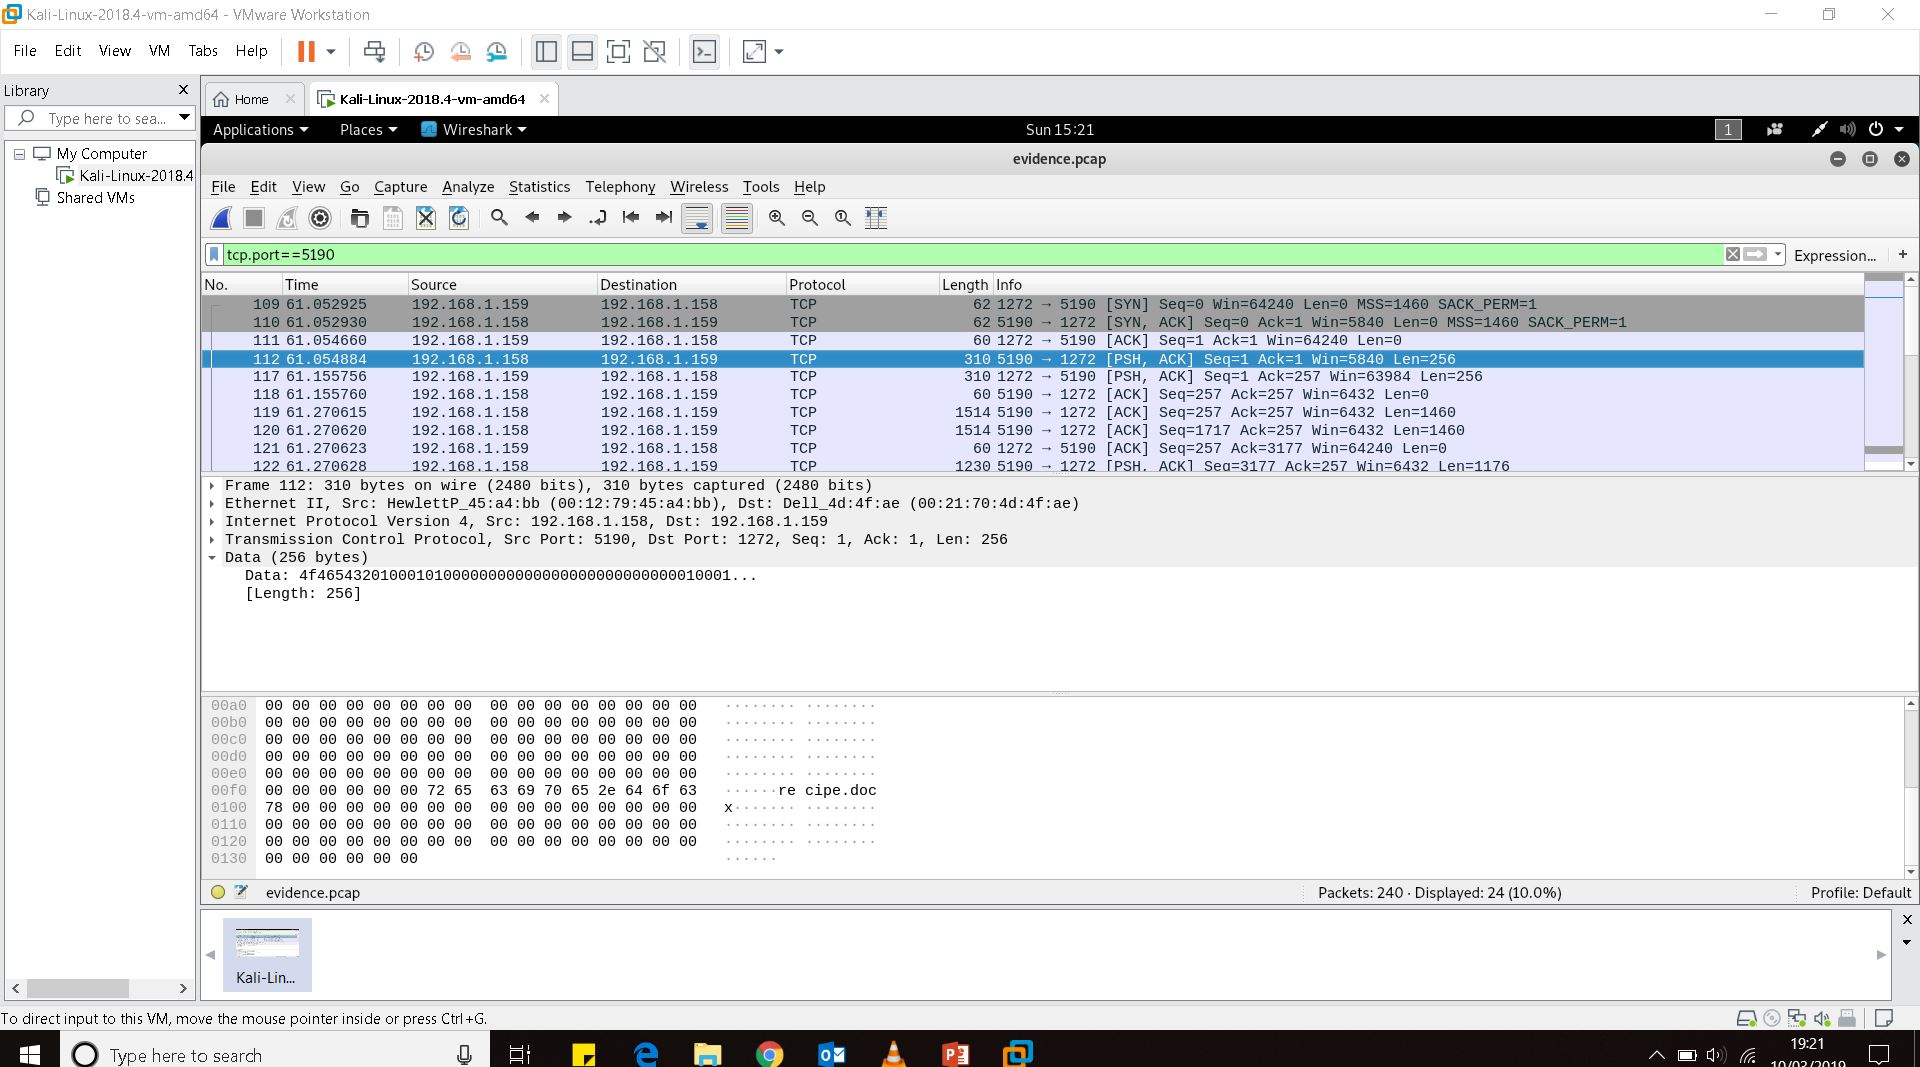 Kali-Linux-2018.4-vm-amd64 - VMware Workstation
File Edit View VM Tabs Help
Library
Type here to sea...
My Computer
Kali-Linux-2018.4
Shared VMs
Home Kali-Linux-2018.4-vm-amd64
Applications Places Wireshark Sun 15:21 1
evidence.pcap
File Edit View Go Capture Analyze Statistics Telephony Wireless Tools Help
tcp.port==5190 Expression... +
No. Time Source Destination Protocol Length Info
109 61.052925 192.168.1.159 192.168.1.158 TCP 62 1272 → 5190 [SYN] Seq=0 Win=64240 Len=0 MSS=1460 SACK_PERM=1
110 61.052930 192.168.1.158 192.168.1.159 TCP 62 5190 → 1272 [SYN, ACK] Seq=0 Ack=1 Win=5840 Len=0 MSS=1460 SACK_PERM=1
111 61.054660 192.168.1.159 192.168.1.158 TCP 60 1272 → 5190 [ACK] Seq=1 Ack=1 Win=64240 Len=0
112 61.054884 192.168.1.158 192.168.1.159 TCP 310 5190 → 1272 [PSH, ACK] Seq=1 Ack=1 Win=5840 Len=256
117 61.155756 192.168.1.159 192.168.1.158 TCP 310 1272 → 5190 [PSH, ACK] Seq=1 Ack=257 Win=63984 Len=256
118 61.155760 192.168.1.158 192.168.1.159 TCP 60 5190 → 1272 [ACK] Seq=257 Ack=257 Win=6432 Len=0
119 61.270615 192.168.1.158 192.168.1.159 TCP 1514 5190 → 1272 [ACK] Seq=257 Ack=257 Win=6432 Len=1460
120 61.270620 192.168.1.158 192.168.1.159 TCP 1514 5190 → 1272 [ACK] Seq=1717 Ack=257 Win=6432 Len=1460
121 61.270623 192.168.1.159 192.168.1.158 TCP 60 1272 → 5190 [ACK] Seq=257 Ack=3177 Win=64240 Len=0
122 61.270628 192.168.1.158 192.168.1.159 TCP 1230 5190 → 1272 [PSH, ACK] Seq=3177 Ack=257 Win=6432 Len=1176
Frame 112: 310 bytes on wire (2480 bits), 310 bytes captured (2480 bits)
Ethernet II, Src: HewlettP_45:a4:bb (00:12:79:45:a4:bb), Dst: Dell_4d:4f:ae (00:21:70:4d:4f:ae)
Internet Protocol Version 4, Src: 192.168.1.158, Dst: 192.168.1.159
Transmission Control Protocol, Src Port: 5190, Dst Port: 1272, Seq: 1, Ack: 1, Len: 256
Data (256 bytes)
Data: 4f4654320100010100000000000000000000000000010001...
[Length: 256]
00a0 00 00 00 00 00 00 00 00 00 00 00 00 00 00 00 00 ········ ········
00b0 00 00 00 00 00 00 00 00 00 00 00 00 00 00 00 00 ········ ········
00c0 00 00 00 00 00 00 00 00 00 00 00 00 00 00 00 00 ········ ········
00d0 00 00 00 00 00 00 00 00 00 00 00 00 00 00 00 00 ········ ········
00e0 00 00 00 00 00 00 00 00 00 00 00 00 00 00 00 00 ········ ········
00f0 00 00 00 00 00 00 72 65 63 69 70 65 2e 64 6f 63 ······re cipe.doc
0100 78 00 00 00 00 00 00 00 00 00 00 00 00 00 00 00 x······· ········
0110 00 00 00 00 00 00 00 00 00 00 00 00 00 00 00 00 ········ ········
0120 00 00 00 00 00 00 00 00 00 00 00 00 00 00 00 00 ········ ········
0130 00 00 00 00 00 00 ······
evidence.pcap Packets: 240 · Displayed: 24 (10.0%) Profile: Default
Kali-Lin...
To direct input to this VM, move the mouse pointer inside or press Ctrl+G.
Type here to search 19:21
10/03/2019